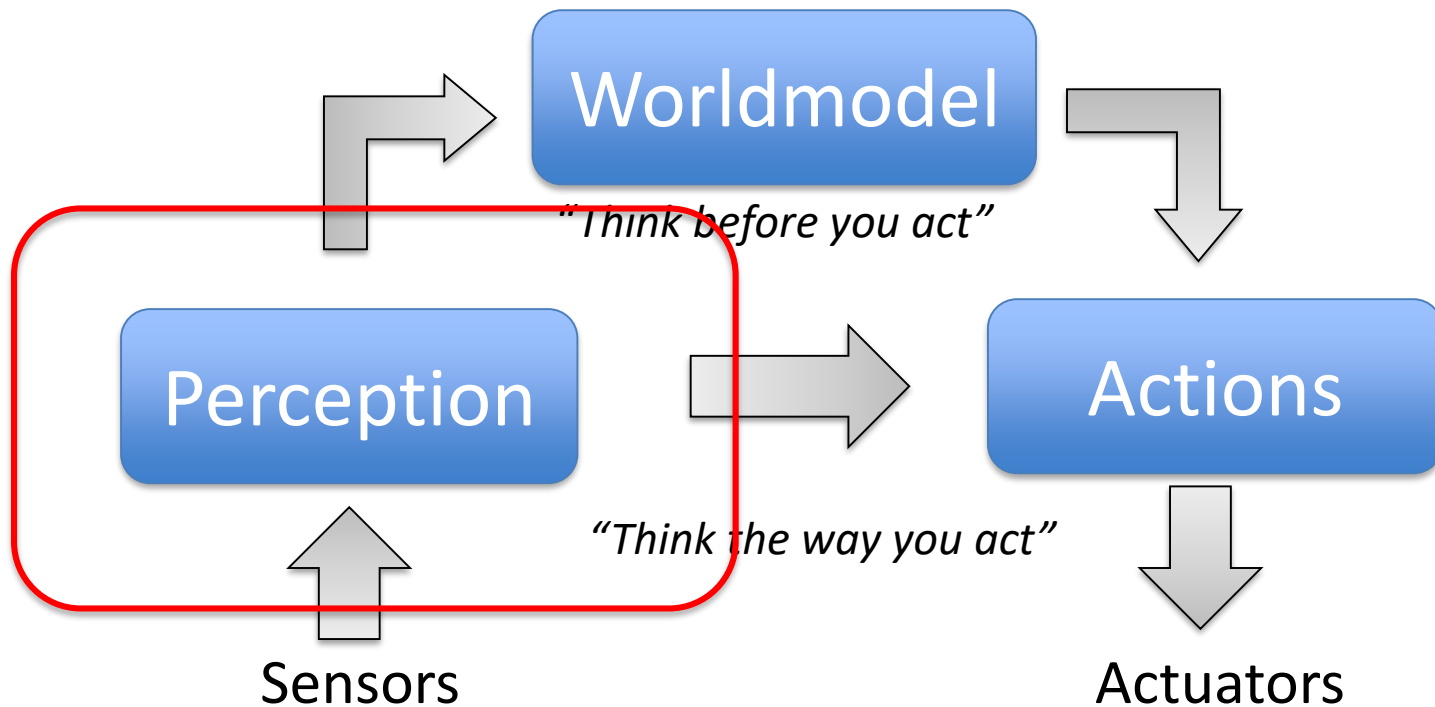 Worldmodel
“Think before you act”
Perception
Actions
“Think the way you act”
Sensors
Actuators